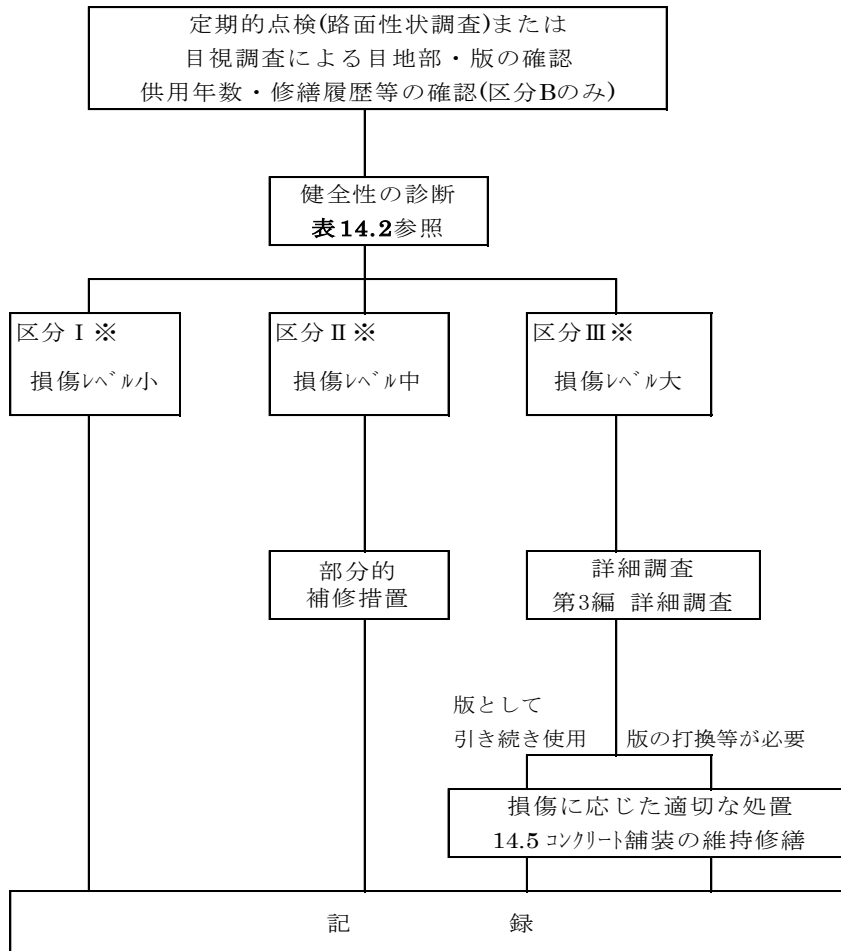 定期的点検(路面性状調査)または
目視調査による目地部・版の確認
供用年数・修繕履歴等の確認(区分Bのみ)
健全性の診断
表14.2参照
区分Ⅰ※
損傷ﾚﾍﾞﾙ小
区分Ⅱ※
損傷ﾚﾍﾞﾙ中
区分Ⅲ※
損傷ﾚﾍﾞﾙ大
部分的
補修措置
詳細調査
第3編 詳細調査
版として
引き続き使用
版の打換等が必要
損傷に応じた適切な処置
14.5 ｺﾝｸﾘｰﾄ舗装の維持修繕
記 録